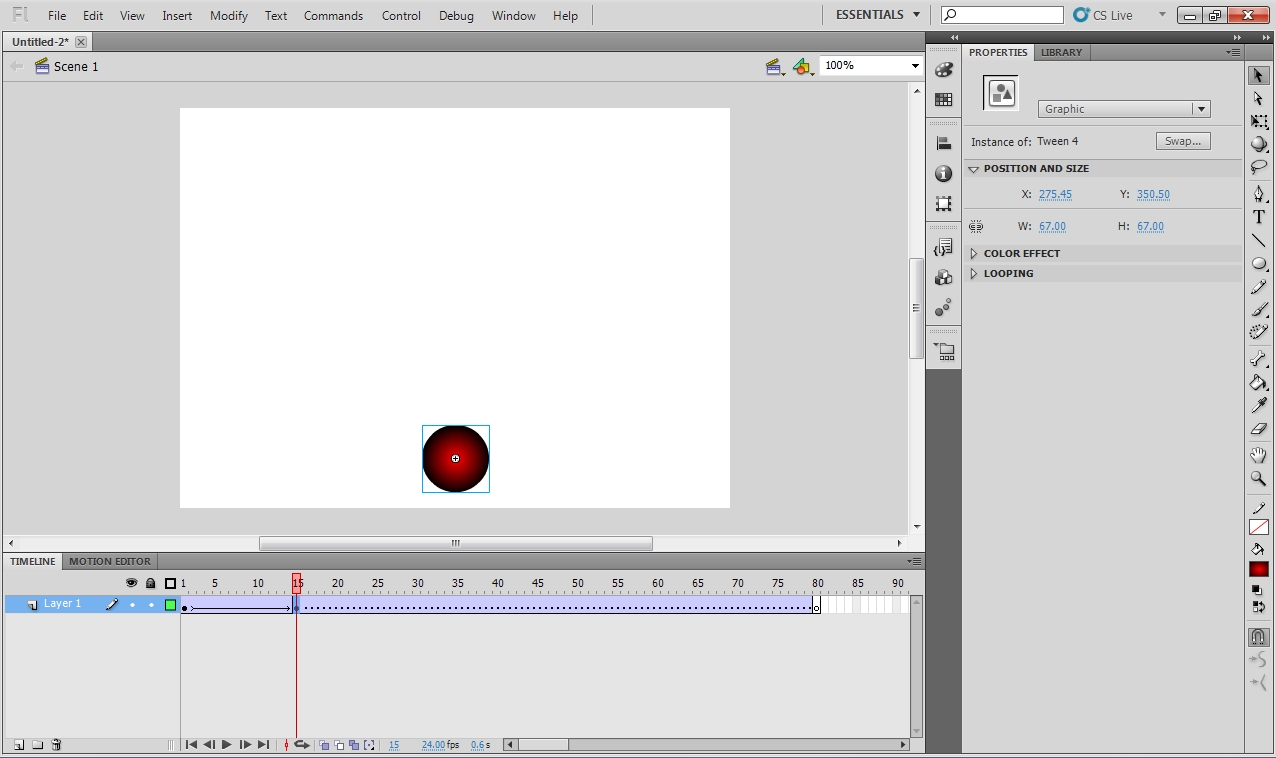 Fl File Edit View Insert Modify Text Commands Control Debug Window Help ESSENTIALS CS Live
Untitled-2*
Scene 1 100%
PROPERTIES LIBRARY
Graphic
Instance of: Tween 4 Swap...
POSITION AND SIZE
X: 275.45 Y: 350.50
W: 67.00 H: 67.00
COLOR EFFECT
LOOPING
TIMELINE MOTION EDITOR
1 5 10 15 20 25 30 35 40 45 50 55 60 65 70 75 80 85 90
Layer 1
15 24.00 fps 0.6 s